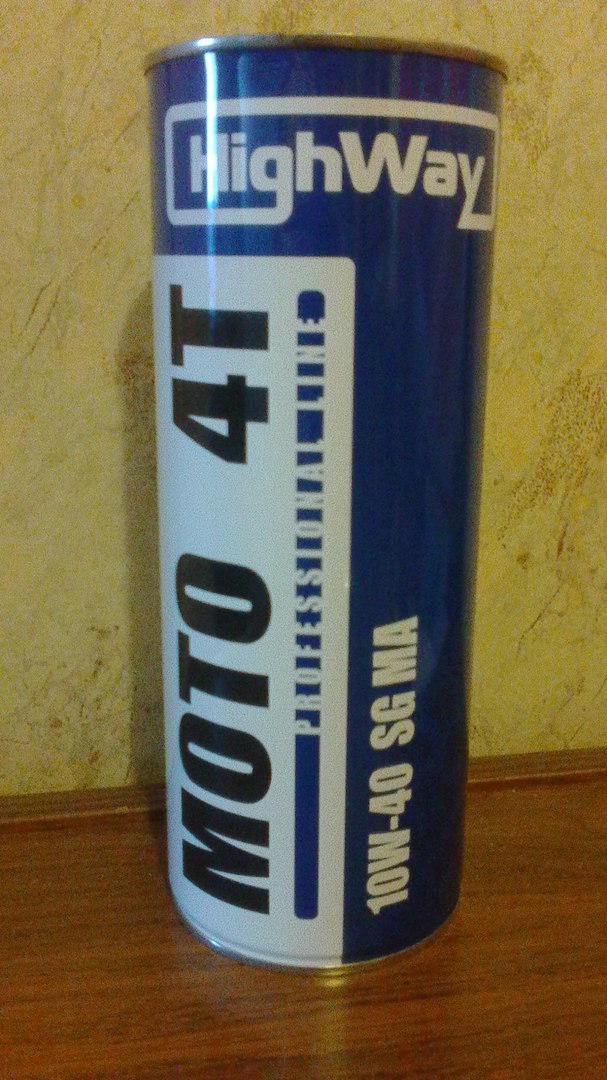 HighWay
MOTO 4T
PROFESSIONAL LINE
10W-40 SG MA